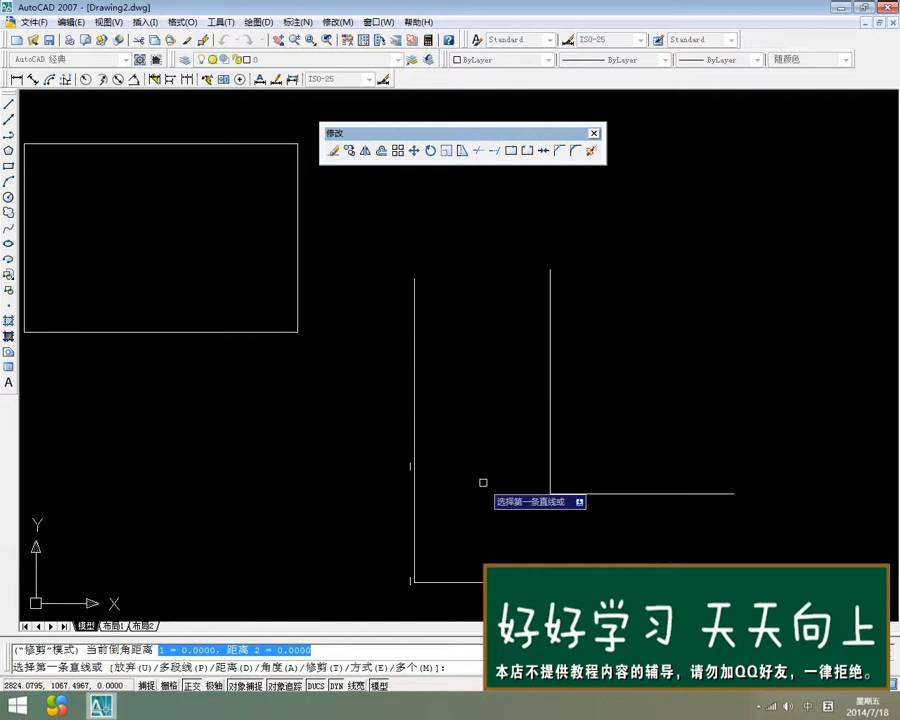 AutoCAD 2007 - [Drawing2.dwg]
文件(F) 编辑(E) 视图(V) 插入(I) 格式(O) 工具(T) 绘图(D) 标注(N) 修改(M) 窗口(W) 帮助(H)
Standard ISO-25 Standard
AutoCAD 经典 0 ByLayer ByLayer ByLayer 随颜色
ISO-25
修改
A
选择第一条直线或
Y
X
模型 布局1 布局2
好好学习 天天向上
本店不提供教程内容的辅导，请勿加QQ好友，一律拒绝。
(“修剪”模式) 当前倒角距离 1 = 0.0000, 距离 2 = 0.0000
选择第一条直线或 [放弃(U)/多段线(P)/距离(D)/角度(A)/修剪(T)/方式(E)/多个(M)]:
2824.0795, 1067.4967, 0.0000 捕捉 栅格 正交 极轴 对象捕捉 对象追踪 DUCS DYN 线宽 模型
中 五
星期五
2014/7/18